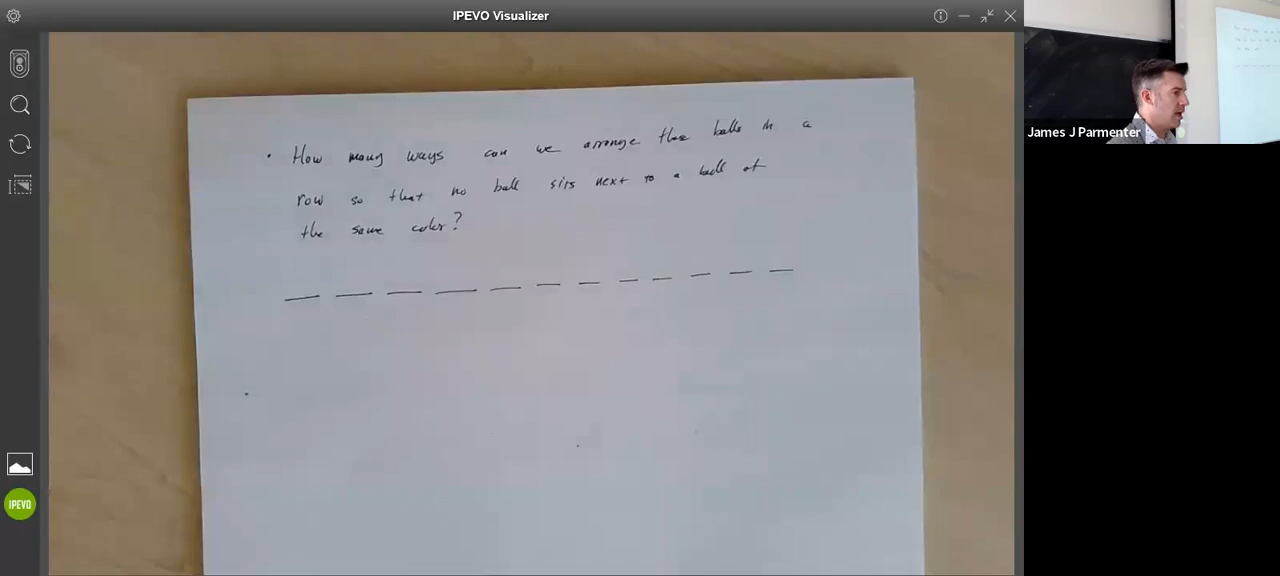 IPEVO Visualizer
• How many ways can we arrange these balls in a
row so that no ball sits next to a ball of
the same color?
IPEVO
James J Parmenter